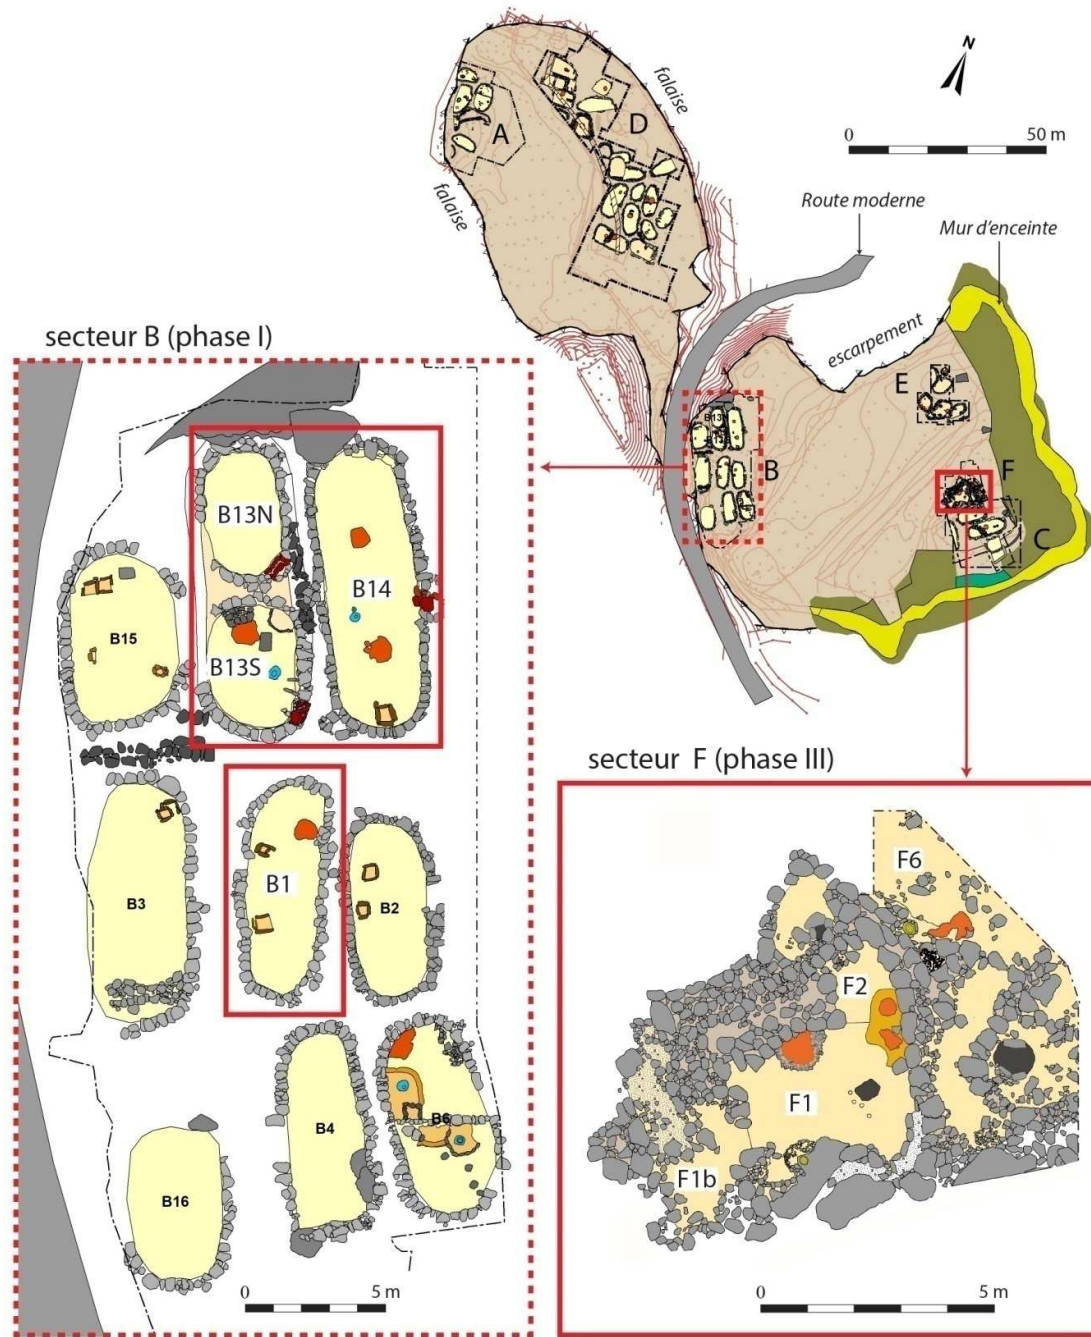 N
0 50 m
falaise
A
D
falaise
Route moderne
Mur d'enceinte
escarpement
E
B13N
B
F
C
secteur B (phase I)
B13N
B14
B15
B13S
B3
B1
B2
B4
B6
B16
0 5 m
secteur F (phase III)
F6
F2
F1
F1b
0 5 m